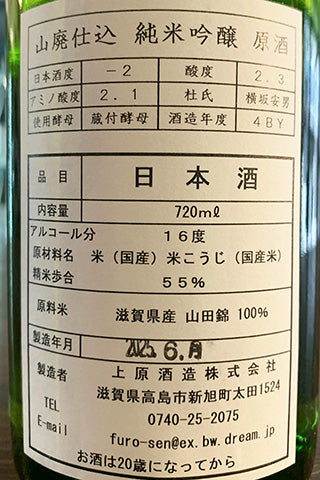 山廃仕込 純米吟醸 原酒
日本酒度 －2 酸度 2.3
アミノ酸度 2.1 杜氏 横坂安男
使用酵母 蔵付酵母 酒造年度 4BY
品目 日本酒
内容量 720mℓ
アルコール分 16度
原材料名 米（国産）米こうじ（国産米）
精米歩合 55%
原料米 滋賀県産 山田錦 100%
製造年月 2025 6.月
製造者 上原酒造株式会社
滋賀県高島市新旭町太田1524
TEL 0740-25-2075
E-mail furo-sen@ex.bw.dream.jp
お酒は20歳になってから